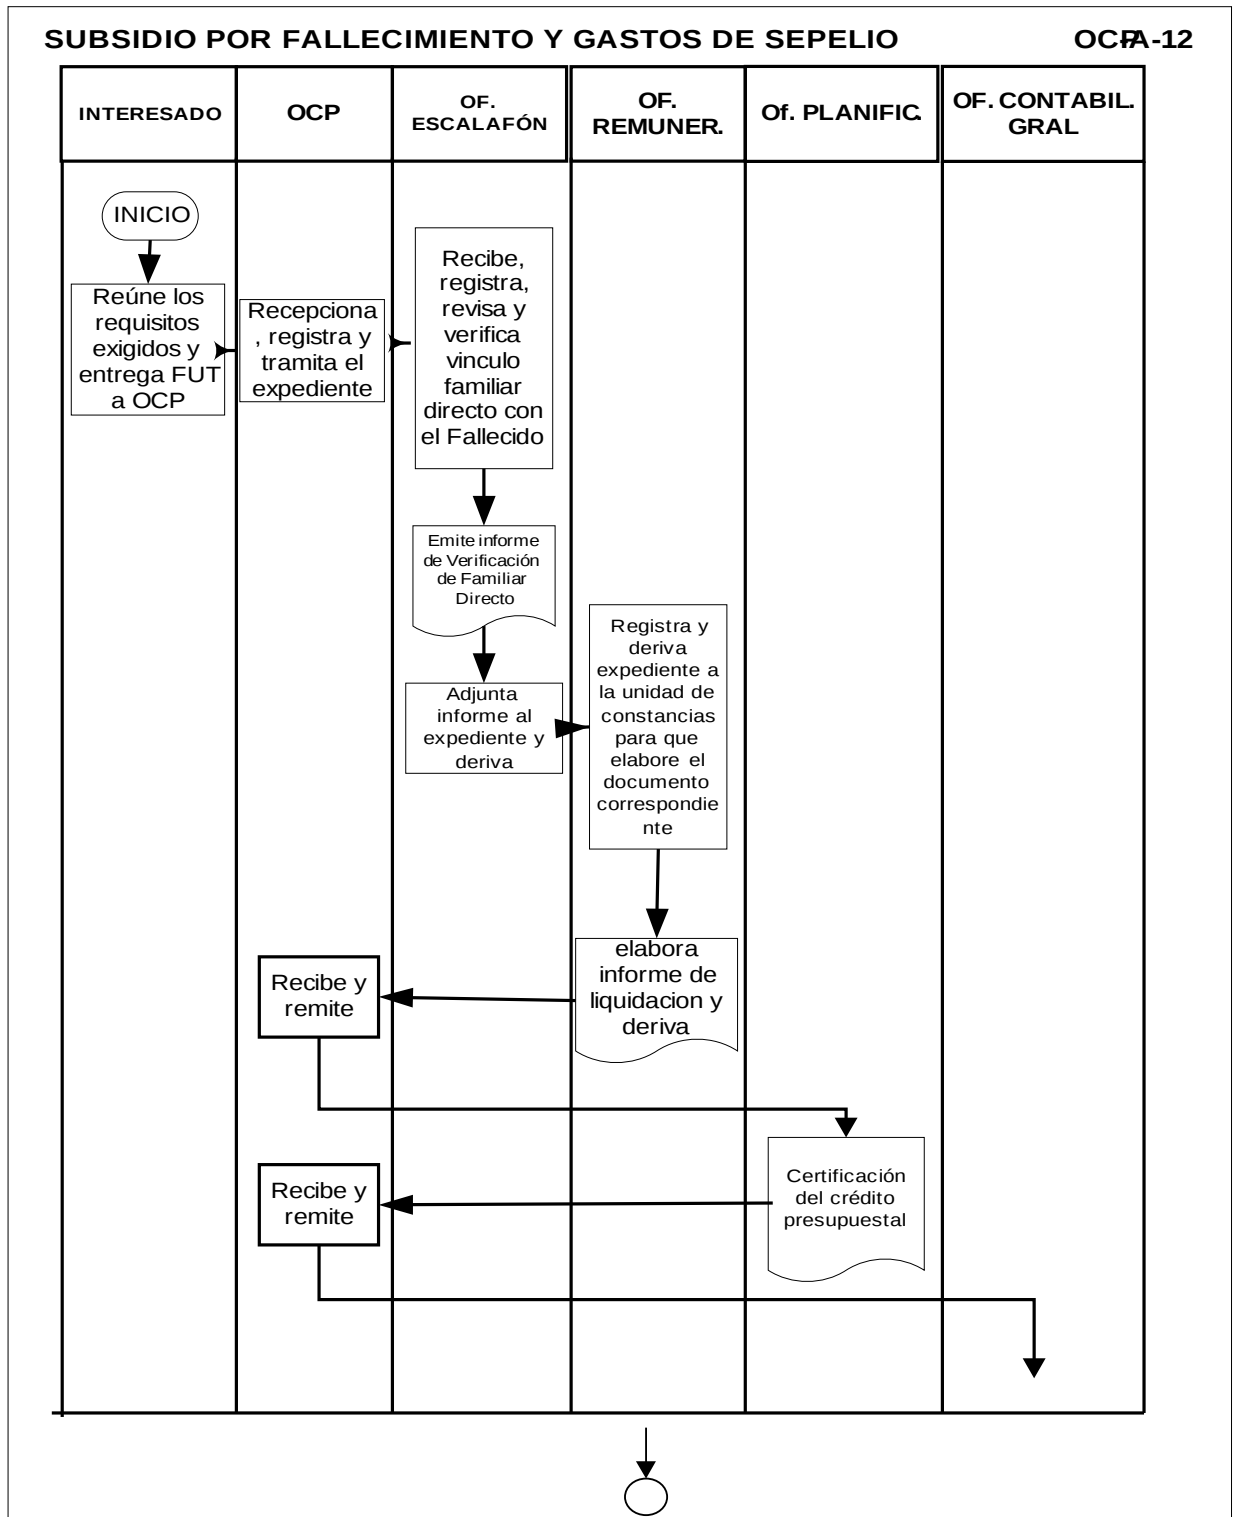 SUBSIDIO POR FALLECIMIENTO Y GASTOS DE SEPELIO
OCPA-12
INTERESADO
OCP
OF.
ESCALAFÓN
OF.
REMUNER.
Of. PLANIFIC.
OF. CONTABIL.
GRAL
INICIO
Reúne los
requisitos
exigidos y
entrega FUT
a OCP
Recepciona
, registra y
tramita el
expediente
Recibe,
registra,
revisa y
verifica
vinculo
familiar
directo con
el Fallecido
Emite informe
de Verificación
de Familiar
Directo
Adjunta
informe al
expediente y
deriva
Registra y
deriva
expediente a
la unidad de
constancias
para que
elabore el
documento
correspondie
nte
elabora
informe de
liquidacion y
deriva
Recibe y
remite
Certificación
del crédito
presupuestal
Recibe y
remite